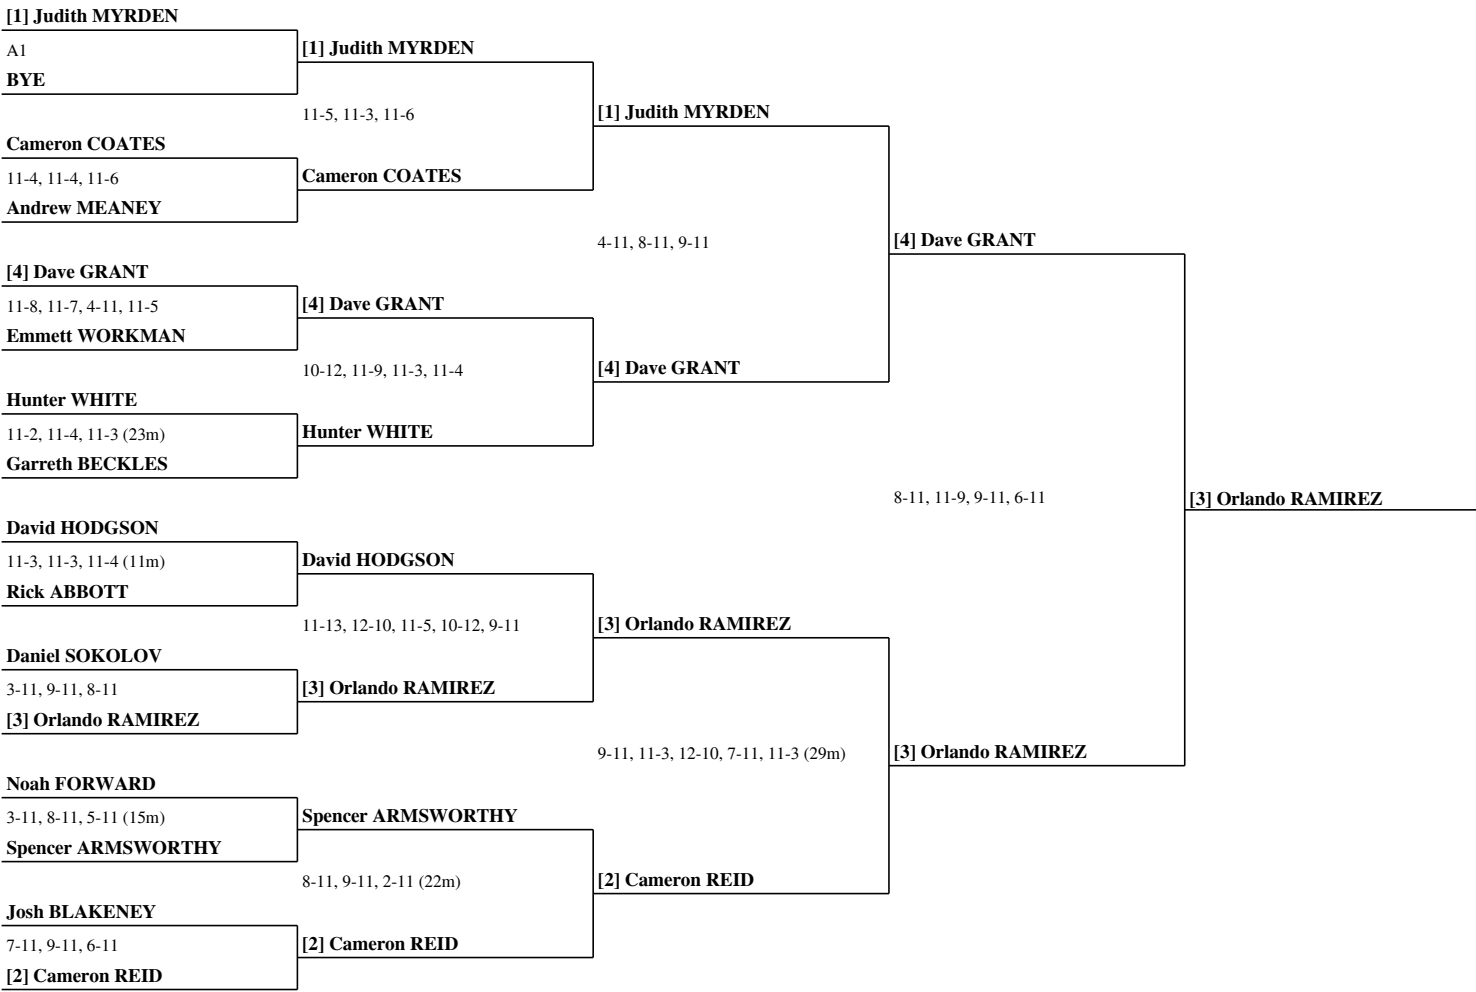 [1] Judith MYRDEN
A1
BYE
Cameron COATES
11-4, 11-4, 11-6
Andrew MEANEY
[4] Dave GRANT
11-8, 11-7, 4-11, 11-5
Emmett WORKMAN
Hunter WHITE
11-2, 11-4, 11-3 (23m)
Garreth BECKLES
David HODGSON
11-3, 11-3, 11-4 (11m)
Rick ABBOTT
Daniel SOKOLOV
3-11, 9-11, 8-11
[3] Orlando RAMIREZ
Noah FORWARD
3-11, 8-11, 5-11 (15m)
Spencer ARMSWORTHY
Josh BLAKENEY
7-11, 9-11, 6-11
[2] Cameron REID
[1] Judith MYRDEN
11-5, 11-3, 11-6
Cameron COATES
[4] Dave GRANT
10-12, 11-9, 11-3, 11-4
Hunter WHITE
David HODGSON
11-13, 12-10, 11-5, 10-12, 9-11
[3] Orlando RAMIREZ
Spencer ARMSWORTHY
8-11, 9-11, 2-11 (22m)
[2] Cameron REID
[1] Judith MYRDEN
4-11, 8-11, 9-11
[4] Dave GRANT
[3] Orlando RAMIREZ
9-11, 11-3, 12-10, 7-11, 11-3 (29m)
[2] Cameron REID
[4] Dave GRANT
8-11, 11-9, 9-11, 6-11
[3] Orlando RAMIREZ
[3] Orlando RAMIREZ